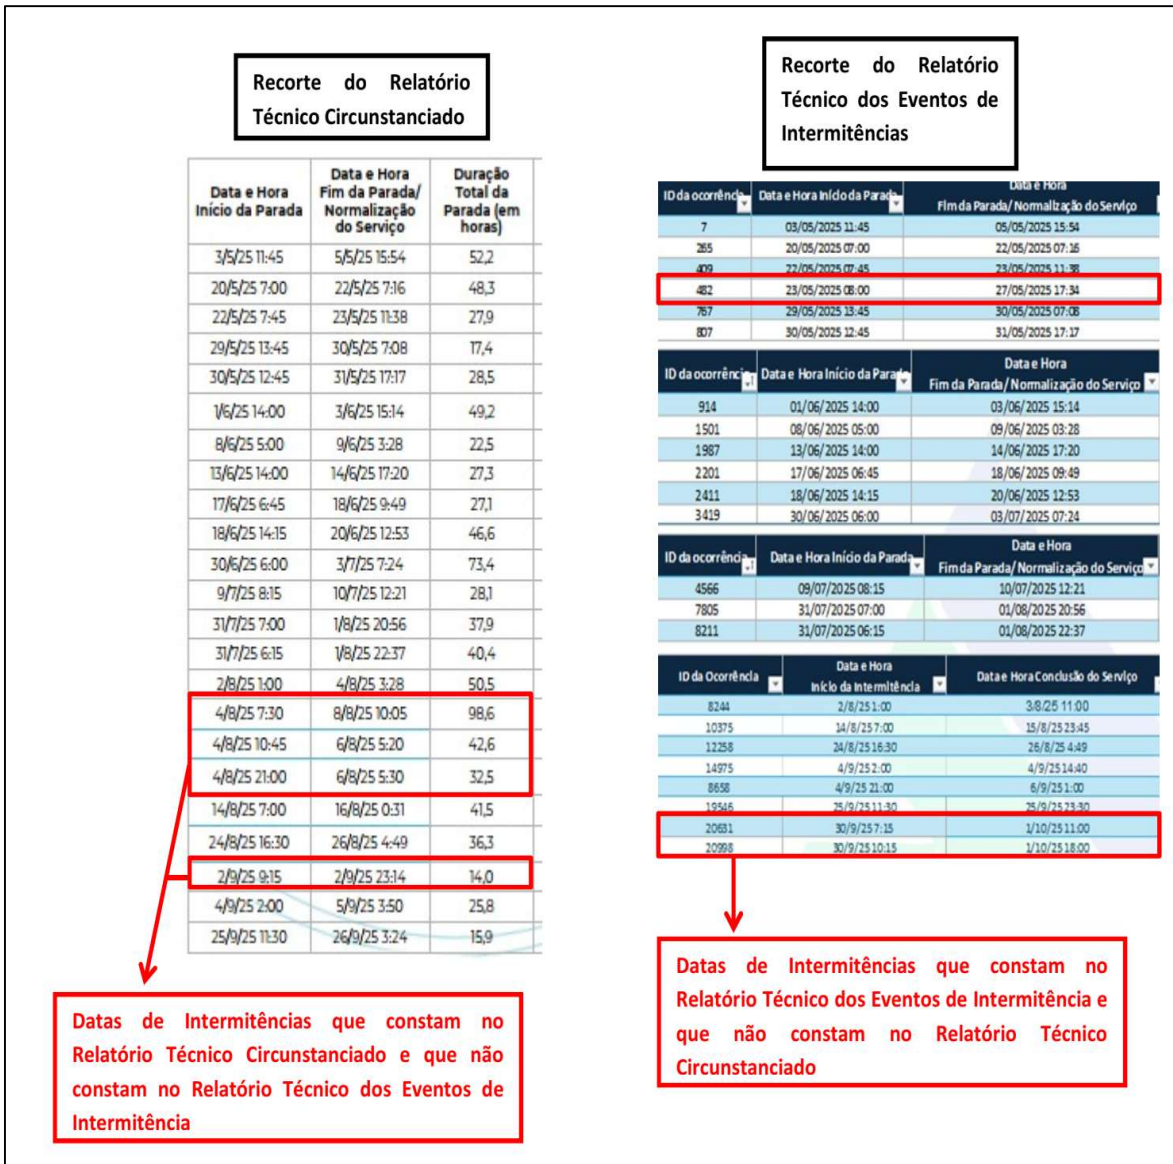 Recorte do Relatório
Técnico Circunstanciado
Data e Hora Início da Parada Data e Hora Fim da Parada/ Normalização do Serviço Duração Total da Parada (em horas)
3/5/25 11:45 5/5/25 15:54 52,2
20/5/25 7:00 22/5/25 7:16 48,3
22/5/25 7:45 23/5/25 11:38 27,9
29/5/25 13:45 30/5/25 7:08 17,4
30/5/25 12:45 31/5/25 17:17 28,5
1/6/25 14:00 3/6/25 15:14 49,2
8/6/25 5:00 9/6/25 3:28 22,5
13/6/25 14:00 14/6/25 17:20 27,3
17/6/25 6:45 18/6/25 9:49 27,1
18/6/25 14:15 20/6/25 12:53 46,6
30/6/25 6:00 3/7/25 7:24 73,4
9/7/25 8:15 10/7/25 12:21 28,1
31/7/25 7:00 1/8/25 20:56 37,9
31/7/25 6:15 1/8/25 22:37 40,4
2/8/25 1:00 4/8/25 3:28 50,5
4/8/25 7:30 8/8/25 10:05 98,6
4/8/25 10:45 6/8/25 5:20 42,6
4/8/25 21:00 6/8/25 5:30 32,5
14/8/25 7:00 16/8/25 0:31 41,5
24/8/25 16:30 26/8/25 4:49 36,3
2/9/25 9:15 2/9/25 23:14 14,0
4/9/25 2:00 5/9/25 3:50 25,8
25/9/25 11:30 26/9/25 3:24 15,9
Datas de Intermitências que constam no
Relatório Técnico Circunstanciado e que não
constam no Relatório Técnico dos Eventos de
Intermitência
Recorte do Relatório
Técnico dos Eventos de
Intermitências
ID da ocorrência Data e Hora Início da Parada Data e Hora Fim da Parada/ Normalização do Serviço
7 03/05/2025 11:45 05/05/2025 15:54
265 20/05/2025 07:00 22/05/2025 07:16
409 22/05/2025 07:45 23/05/2025 11:38
482 23/05/2025 08:00 27/05/2025 17:34
767 29/05/2025 13:45 30/05/2025 07:08
807 30/05/2025 12:45 31/05/2025 17:17
ID da ocorrência Data e Hora Início da Parada Data e Hora Fim da Parada/ Normalização do Serviço
914 01/06/2025 14:00 03/06/2025 15:14
1501 08/06/2025 05:00 09/06/2025 03:28
1987 13/06/2025 14:00 14/06/2025 17:20
2201 17/06/2025 06:45 18/06/2025 09:49
2411 18/06/2025 14:15 20/06/2025 12:53
3419 30/06/2025 06:00 03/07/2025 07:24
ID da ocorrência Data e Hora Início da Parada Data e Hora Fim da Parada/ Normalização do Serviço
4566 09/07/2025 08:15 10/07/2025 12:21
7805 31/07/2025 07:00 01/08/2025 20:56
8211 31/07/2025 06:15 01/08/2025 22:37
ID da Ocorrência Data e Hora Início da Intermitência Data e Hora Conclusão do Serviço
8244 2/8/25 1:00 3/8/25 11:00
10375 14/8/25 7:00 15/8/25 23:45
12258 24/8/25 16:30 26/8/25 4:49
14975 4/9/25 2:00 4/9/25 14:40
8658 4/9/25 21:00 6/9/25 1:00
19546 25/9/25 11:30 25/9/25 23:30
20631 30/9/25 7:15 1/10/25 11:00
20998 30/9/25 10:15 1/10/25 18:00
Datas de Intermitências que constam no
Relatório Técnico dos Eventos de Intermitência e
que não constam no Relatório Técnico
Circunstanciado